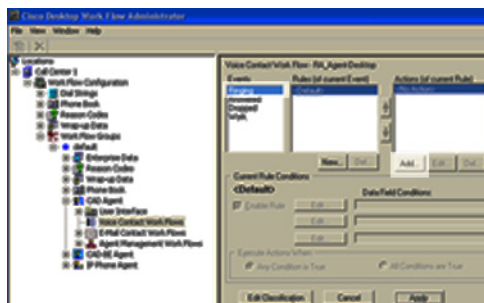 Cisco Desktop Work Flow Administrator
File View Window Help
Locations
Call Center 1
Work Flow Configuration
Dial Strings
Phone Book
Reason Codes
Wrap-up Data
Work Flow Groups
default
Enterprise Data
Reason Codes
Wrap-up Data
Phone Book
CAD Agent
User Interface
Voice Contact Work Flows
E-Mail Contact Work Flows
Agent Management Work Flows
CAD-BE Agent
IP Phone Agent
Voice Contact Work Flow - RA_Agent Desktop
Events
Rules (of current Event)
Actions (of current Rule)
Ringing
Answered
Dropped
Work
<Default>
<No Action>
New... Del...
Add... Edit... Del...
Current Rule Conditions
<Default>
Data Field Conditions:
Enable Rule
Edit...
Edit...
Edit...
Execute Actions When
Any Condition is True
All Conditions are True
Edit Classification
Cancel
Apply